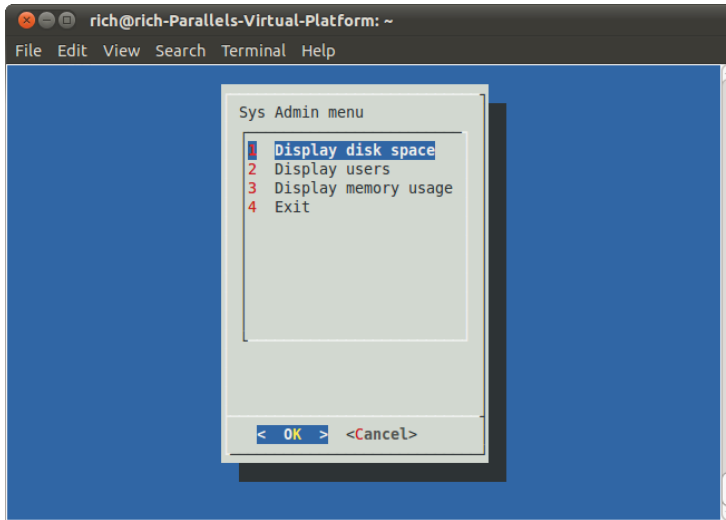 rich@rich-Parallels-Virtual-Platform: ~
File Edit View Search Terminal Help
Sys Admin menu
1 Display disk space
2 Display users
3 Display memory usage
4 Exit
< OK > <Cancel>